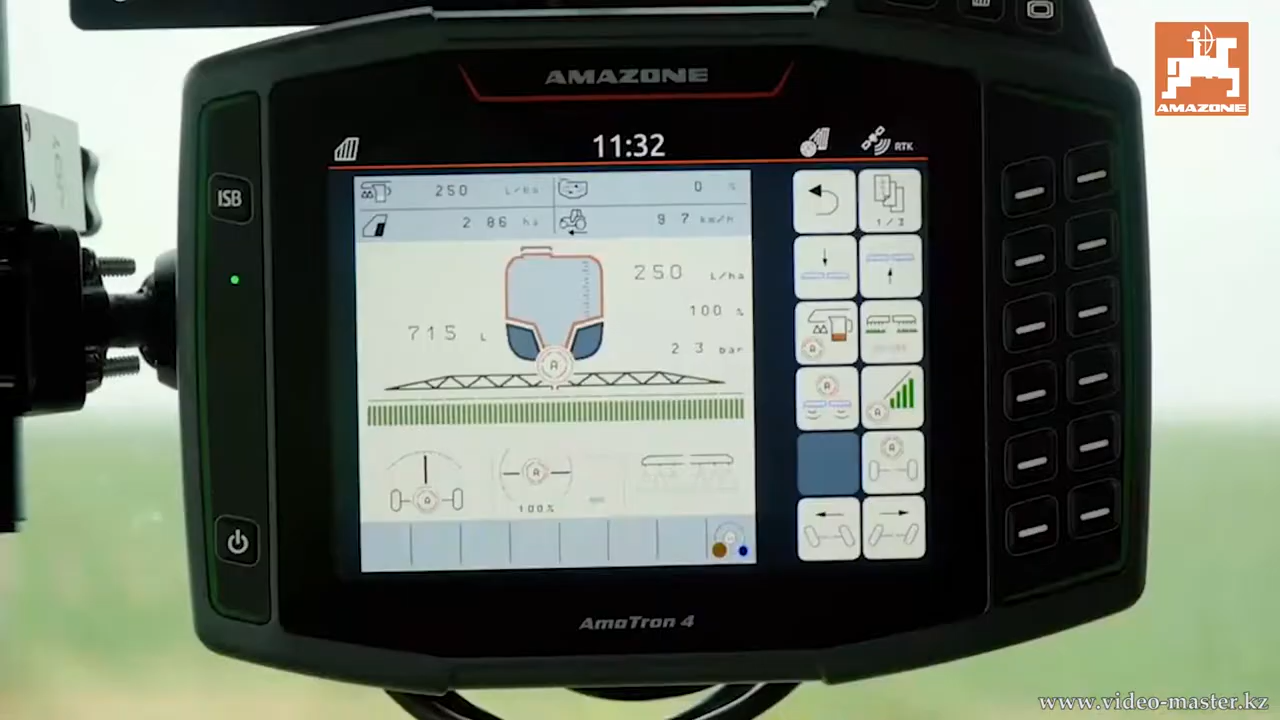 AMAZONE
AMAZONE
11:32
RTK
ISB
250 L/ha
0 %
2 86 ha
9 7 km/h
1/3
250 L/ha
100 %
715 L
2 3 bar
A
A
A
A
A
A
A
A
100%
AmaTron 4
www.video-master.kz